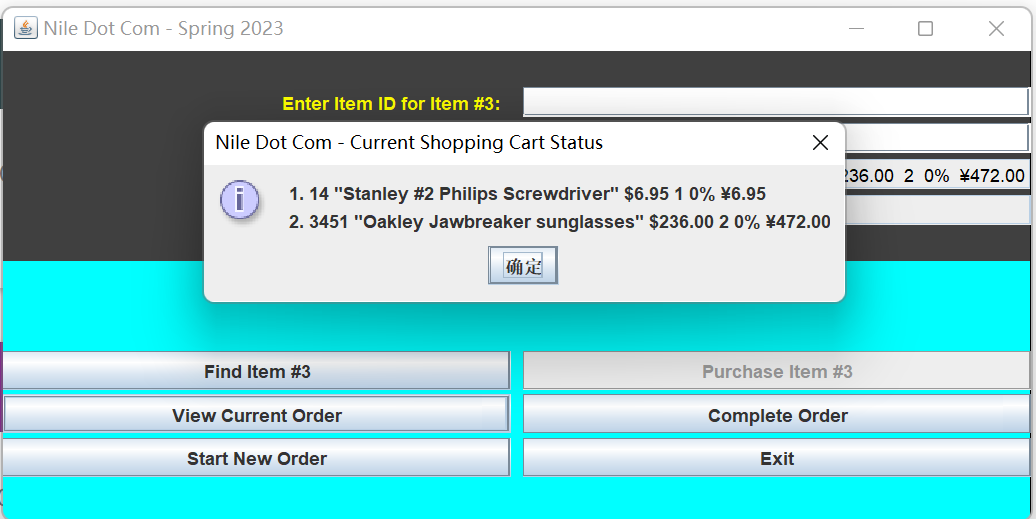 Nile Dot Com - Spring 2023
Enter Item ID for Item #3:
Nile Dot Com - Current Shopping Cart Status
236.00 2 0% ¥472.00
1. 14 "Stanley #2 Philips Screwdriver" $6.95 1 0% ¥6.95
2. 3451 "Oakley Jawbreaker sunglasses" $236.00 2 0% ¥472.00
确定
Find Item #3
Purchase Item #3
View Current Order
Complete Order
Start New Order
Exit